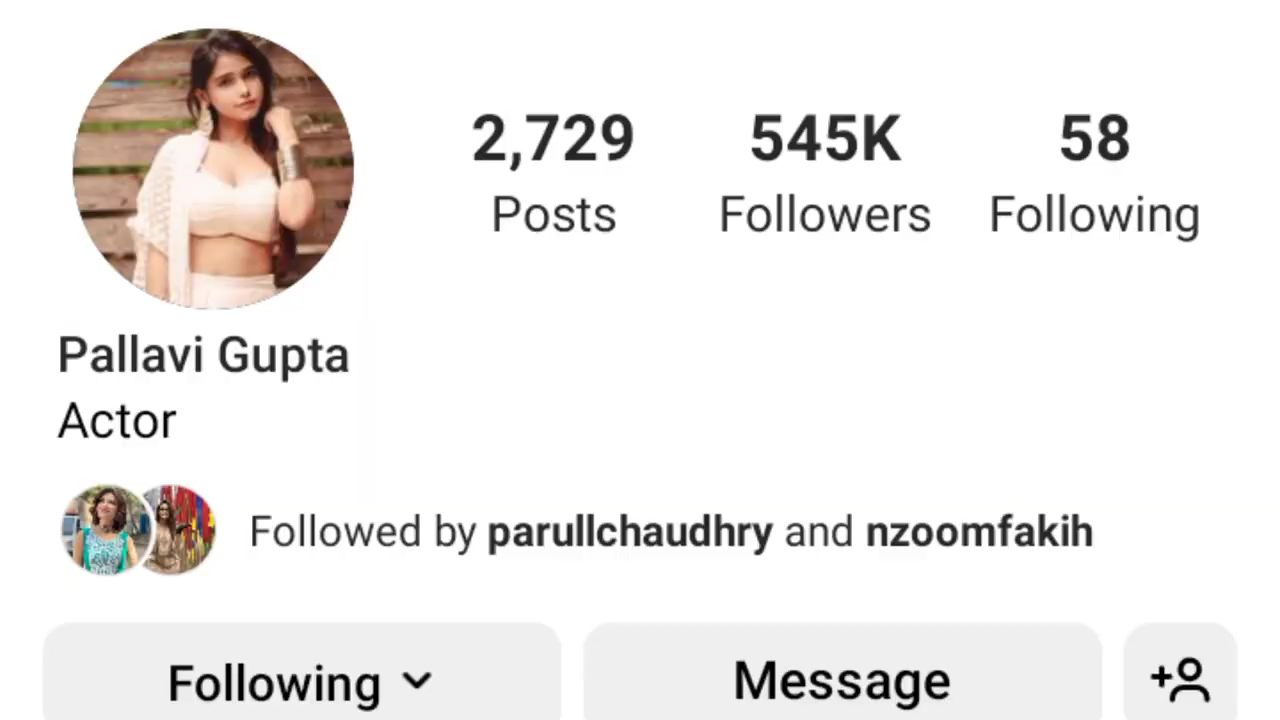 2,729 545K 58
Posts Followers Following
Pallavi Gupta
Actor
Followed by parullchaudhry and nzoomfakih
Following Message